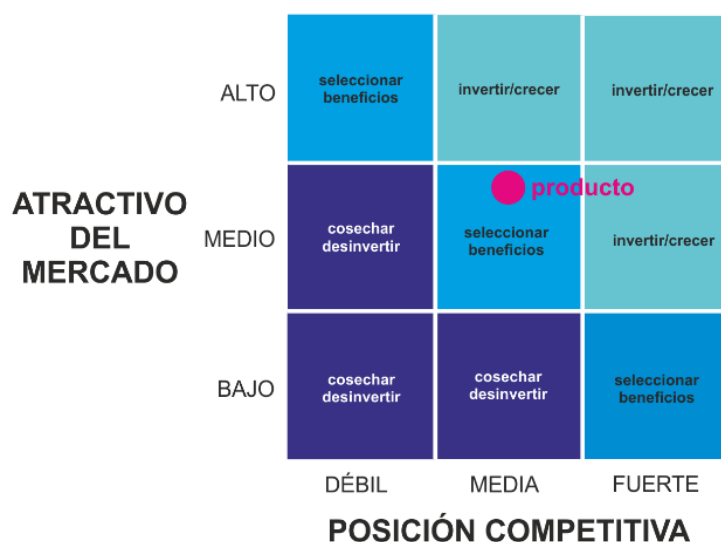 ALTO
seleccionar
beneficios
invertir/crecer
invertir/crecer
ATRACTIVO
DEL
MERCADO
MEDIO
cosechar
desinvertir
producto
seleccionar
beneficios
invertir/crecer
BAJO
cosechar
desinvertir
cosechar
desinvertir
seleccionar
beneficios
DÉBIL
MEDIA
FUERTE
POSICIÓN COMPETITIVA